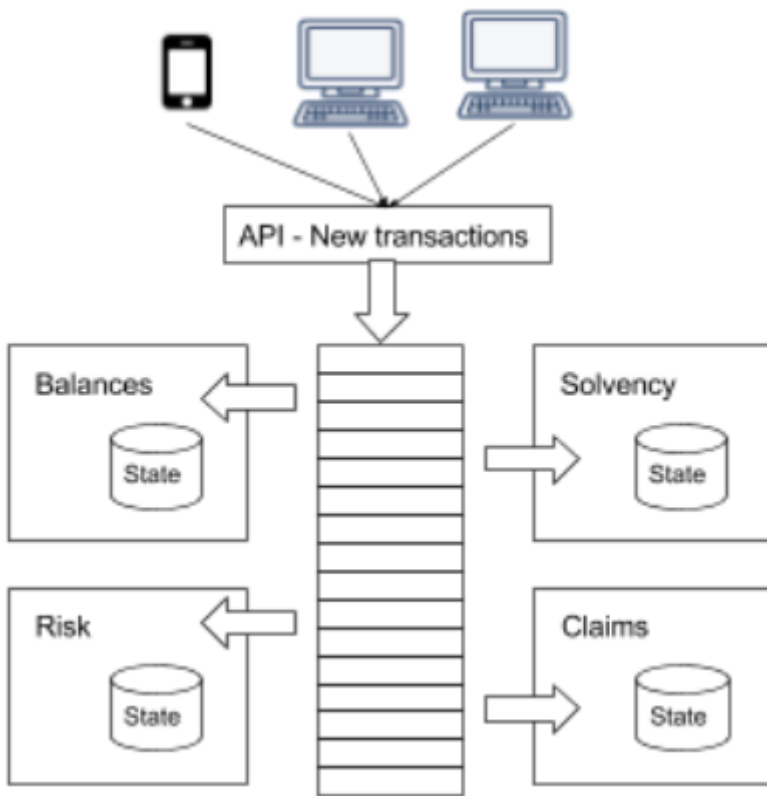 API - New transactions
Balances
State
Solvency
State
Risk
State
Claims
State